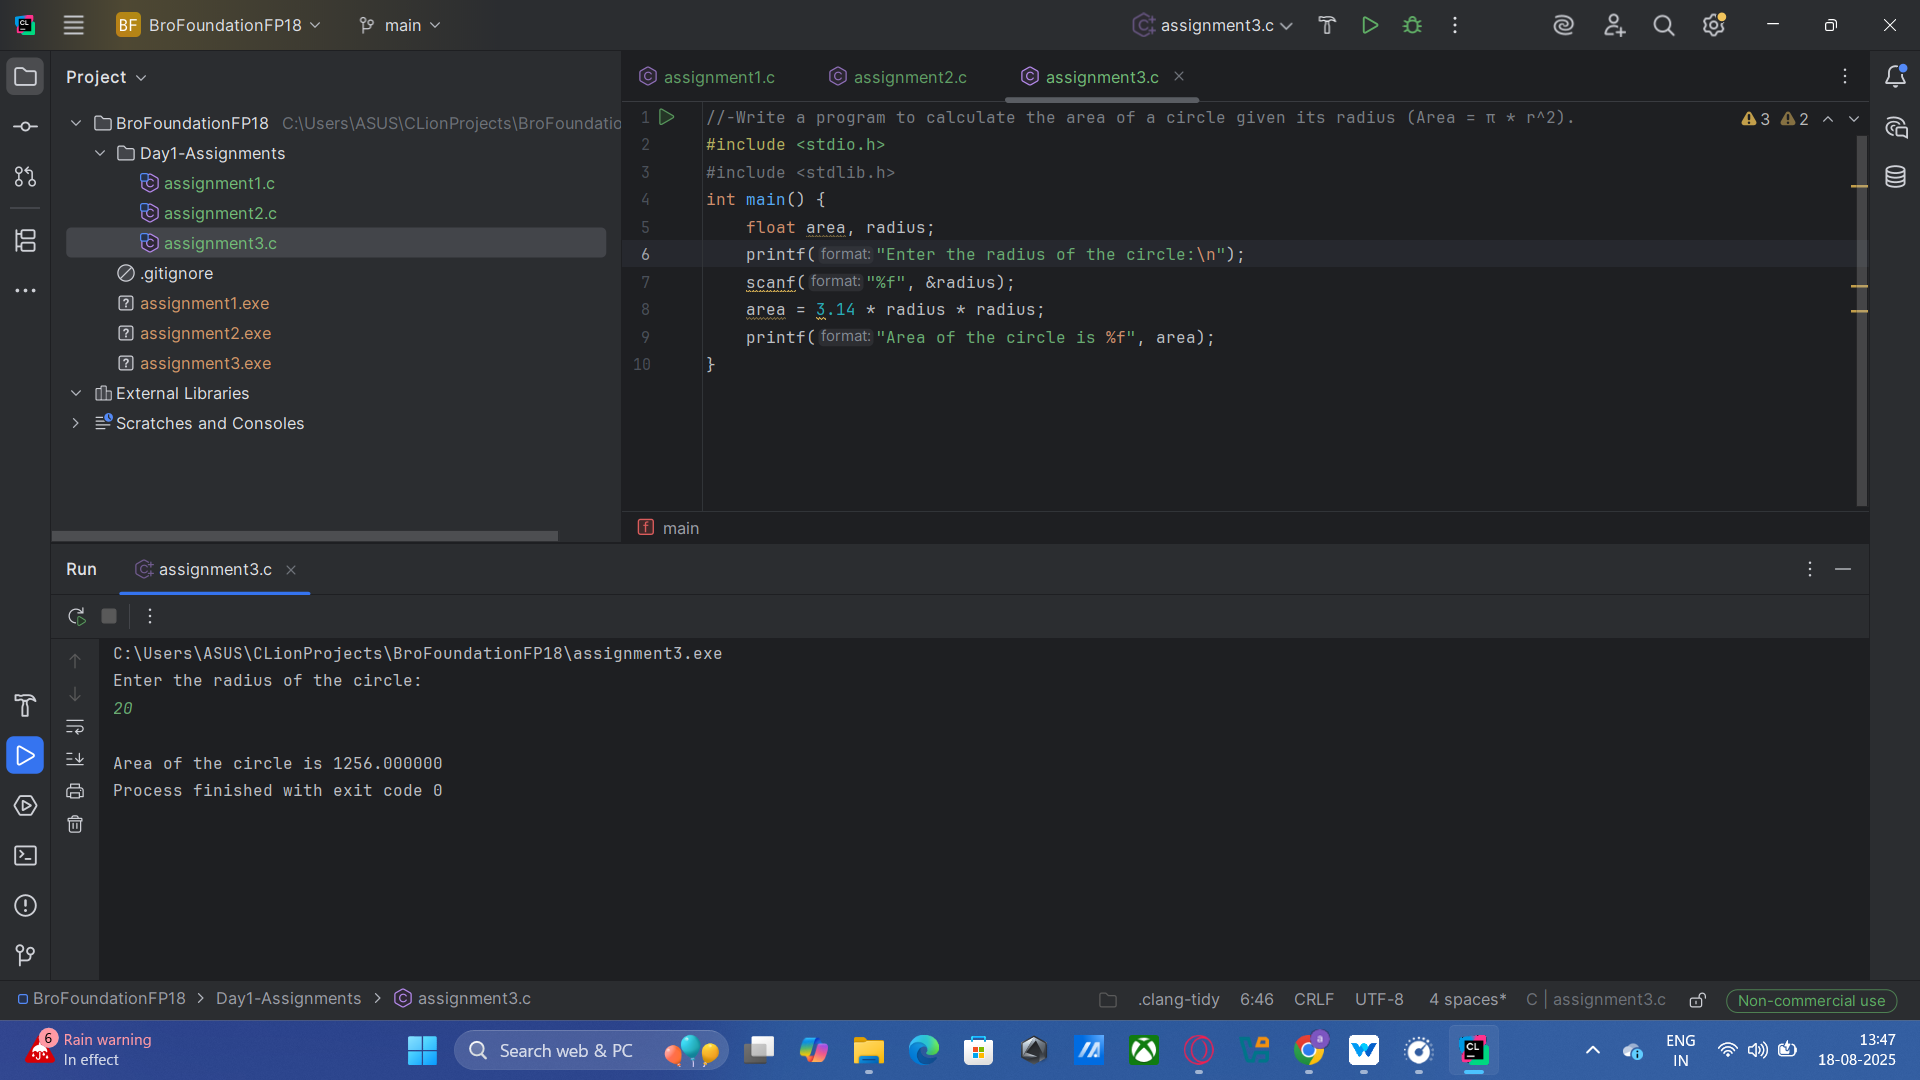 BF BroFoundationFP18 main assignment3.c
Project
BroFoundationFP18 C:\Users\ASUS\CLionProjects\BroFoundatio
Day1-Assignments
assignment1.c
assignment2.c
assignment3.c
.gitignore
assignment1.exe
assignment2.exe
assignment3.exe
External Libraries
Scratches and Consoles
assignment1.c assignment2.c assignment3.c
1 //-Write a program to calculate the area of a circle given its radius (Area = π * r^2). 3 2
2 #include <stdio.h>
3 #include <stdlib.h>
4 int main() {
5 float area, radius;
6 printf( format: "Enter the radius of the circle:\n");
7 scanf( format: "%f", &radius);
8 area = 3.14 * radius * radius;
9 printf( format: "Area of the circle is %f", area);
10 }
f main
Run assignment3.c
C:\Users\ASUS\CLionProjects\BroFoundationFP18\assignment3.exe
Enter the radius of the circle:
20
Area of the circle is 1256.000000
Process finished with exit code 0
BroFoundationFP18 > Day1-Assignments > assignment3.c .clang-tidy 6:46 CRLF UTF-8 4 spaces* C | assignment3.c Non-commercial use
6 Rain warning
In effect
Search web & PC
ENG
IN
13:47
18-08-2025